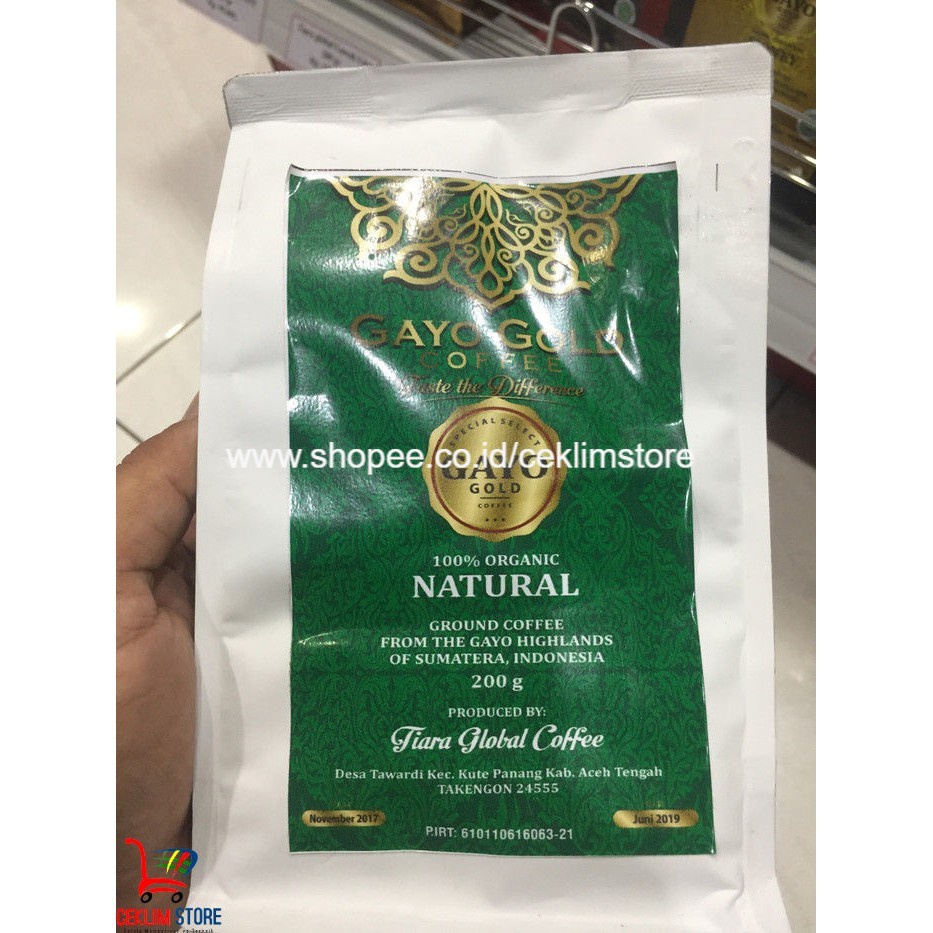 GAYO GOLD
COFFEE
Taste the Difference
SPECIAL SELECT
www.shopee.co.id/ceklimstore
GAYO
GOLD
COFFEE
100% ORGANIC
NATURAL
GROUND COFFEE
FROM THE GAYO HIGHLANDS
OF SUMATERA, INDONESIA
200 g
PRODUCED BY:
Tiara Global Coffee
Desa Tawardi Kec. Kute Panang Kab. Aceh Tengah
TAKENGON 24555
November 2017
Juni 2019
P.IRT: 610110616063-21
CEKLIM STORE